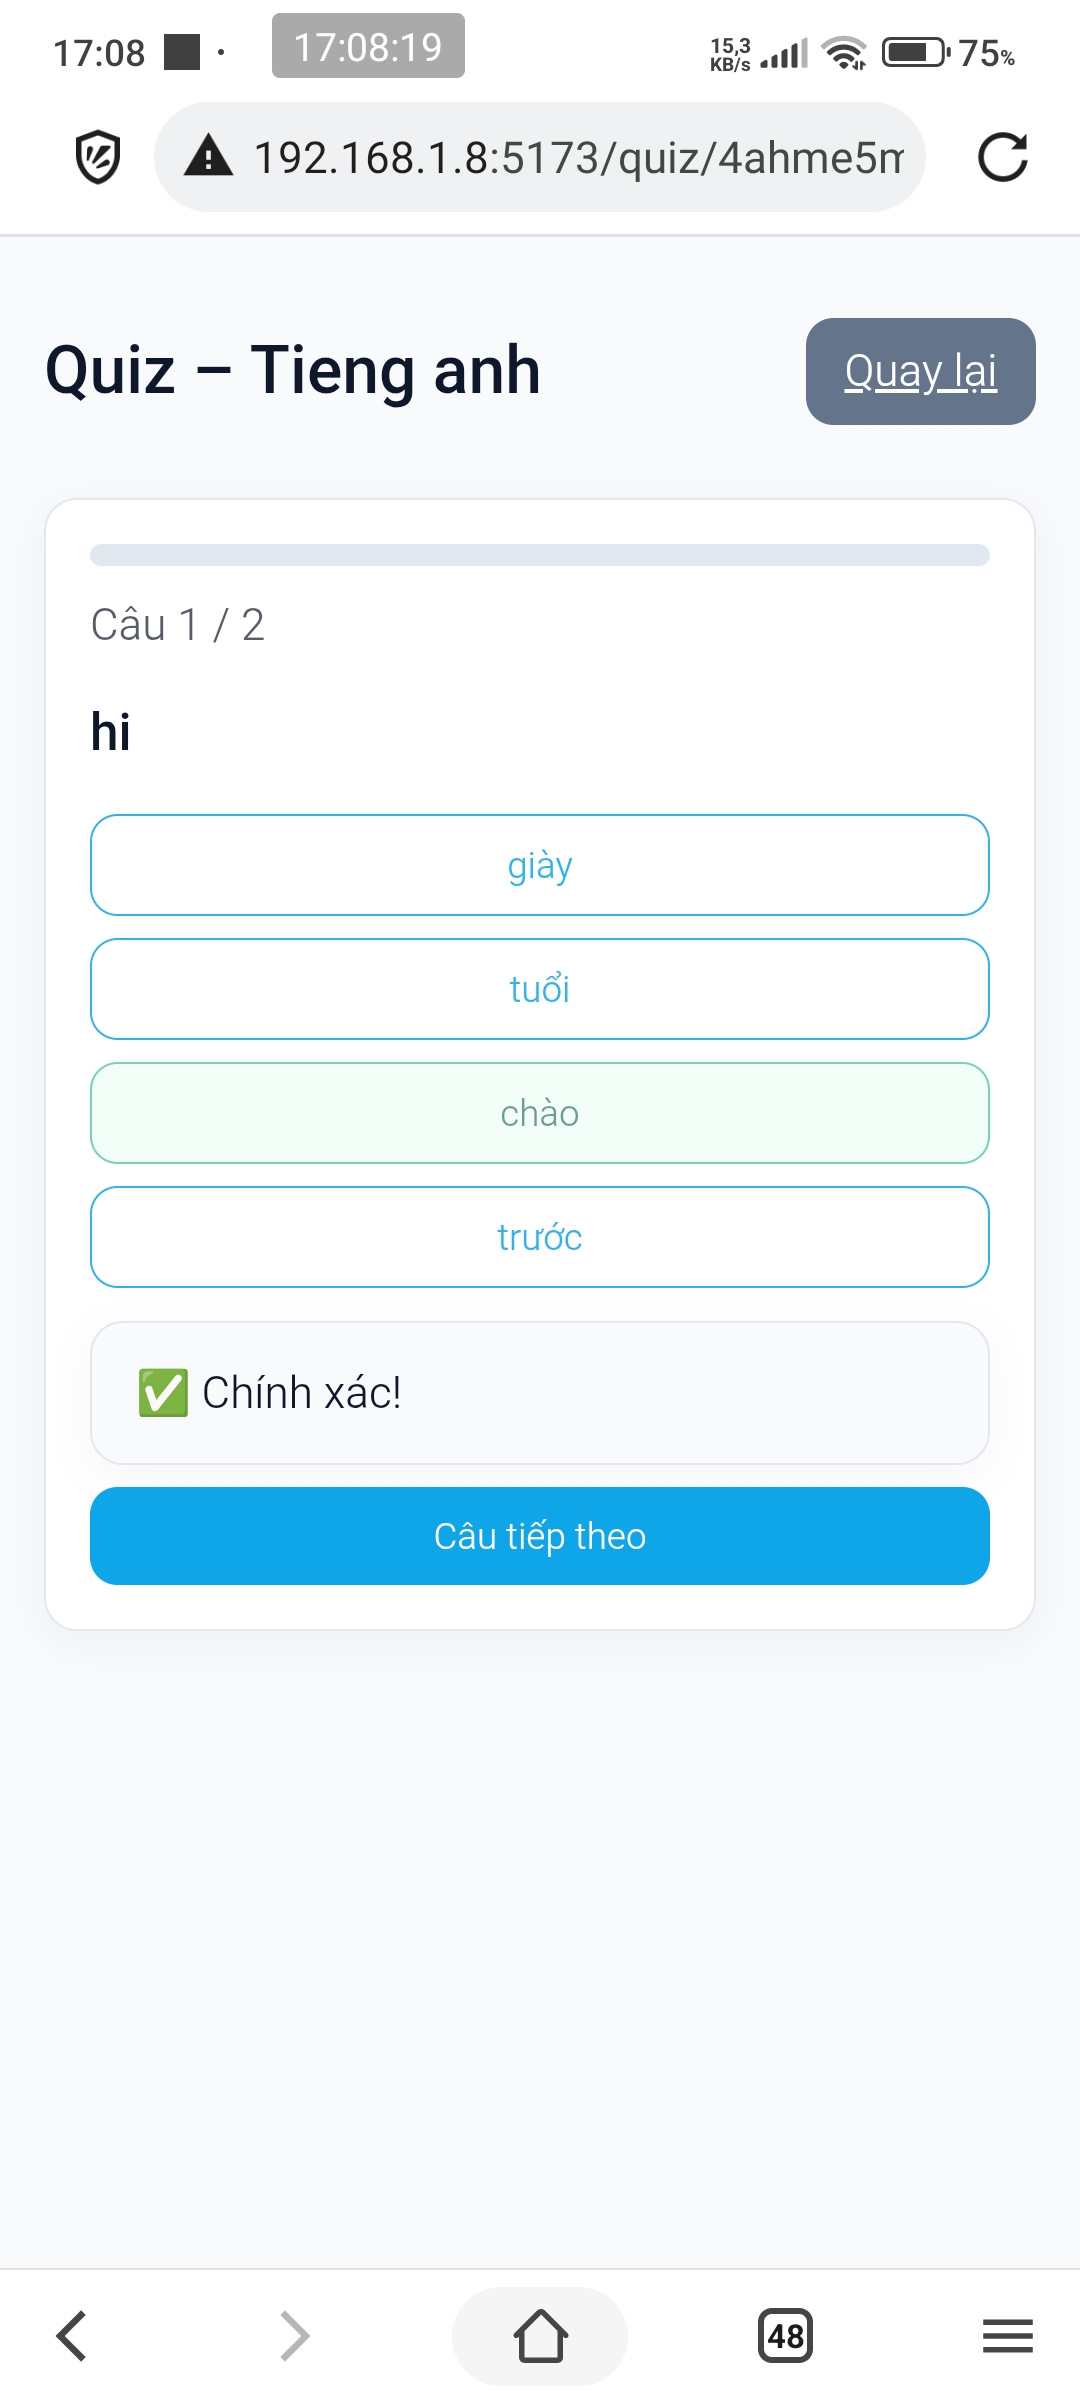 17:08
17:08:19
15,3
KB/s
75%
192.168.1.8:5173/quiz/4ahme5m
Quiz – Tieng anh
Quay lại
Câu 1 / 2
hi
giày
tuổi
chào
trước
✅ Chính xác!
Câu tiếp theo
48